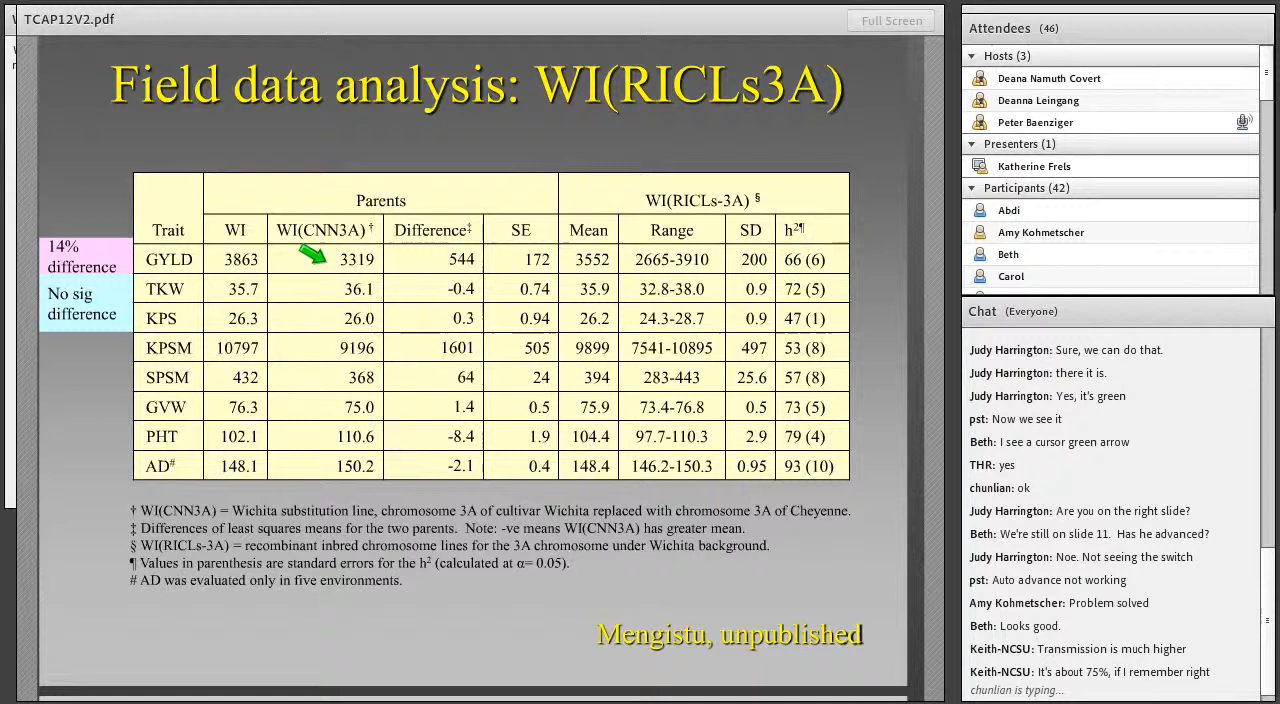 TCAP12V2.pdf
Full Screen
Field data analysis: WI(RICLs3A)
Parents WI(RICLs-3A) §
Trait WI WI(CNN3A) † Difference‡ SE Mean Range SD h²¶
14% difference
GYLD 3863 3319 544 172 3552 2665-3910 200 66 (6)
No sig difference
TKW 35.7 36.1 -0.4 0.74 35.9 32.8-38.0 0.9 72 (5)
KPS 26.3 26.0 0.3 0.94 26.2 24.3-28.7 0.9 47 (1)
KPSM 10797 9196 1601 505 9899 7541-10895 497 53 (8)
SPSM 432 368 64 24 394 283-443 25.6 57 (8)
GVW 76.3 75.0 1.4 0.5 75.9 73.4-76.8 0.5 73 (5)
PHT 102.1 110.6 -8.4 1.9 104.4 97.7-110.3 2.9 79 (4)
AD# 148.1 150.2 -2.1 0.4 148.4 146.2-150.3 0.95 93 (10)
† WI(CNN3A) = Wichita substitution line, chromosome 3A of cultivar Wichita replaced with chromosome 3A of Cheyenne.
‡ Differences of least squares means for the two parents. Note: -ve means WI(CNN3A) has greater mean.
§ WI(RICLs-3A) = recombinant inbred chromosome lines for the 3A chromosome under Wichita background.
¶ Values in parenthesis are standard errors for the h² (calculated at α= 0.05).
# AD was evaluated only in five environments.
Mengistu, unpublished
Attendees (46)
Hosts (3)
Deana Namuth Covert
Deanna Leingang
Peter Baenziger
Presenters (1)
Katherine Frels
Participants (42)
Abdi
Amy Kohmetscher
Beth
Carol
Chat (Everyone)
Judy Harrington: Sure, we can do that.
Judy Harrington: there it is.
Judy Harrington: Yes, it's green
pst: Now we see it
Beth: I see a cursor green arrow
THR: yes
chunlian: ok
Judy Harrington: Are you on the right slide?
Beth: We're still on slide 11. Has he advanced?
Judy Harrington: Noe. Not seeing the switch
pst: Auto advance not working
Amy Kohmetscher: Problem solved
Beth: Looks good.
Keith-NCSU: Transmission is much higher
Keith-NCSU: It's about 75%, if I remember right
chunlian is typing...